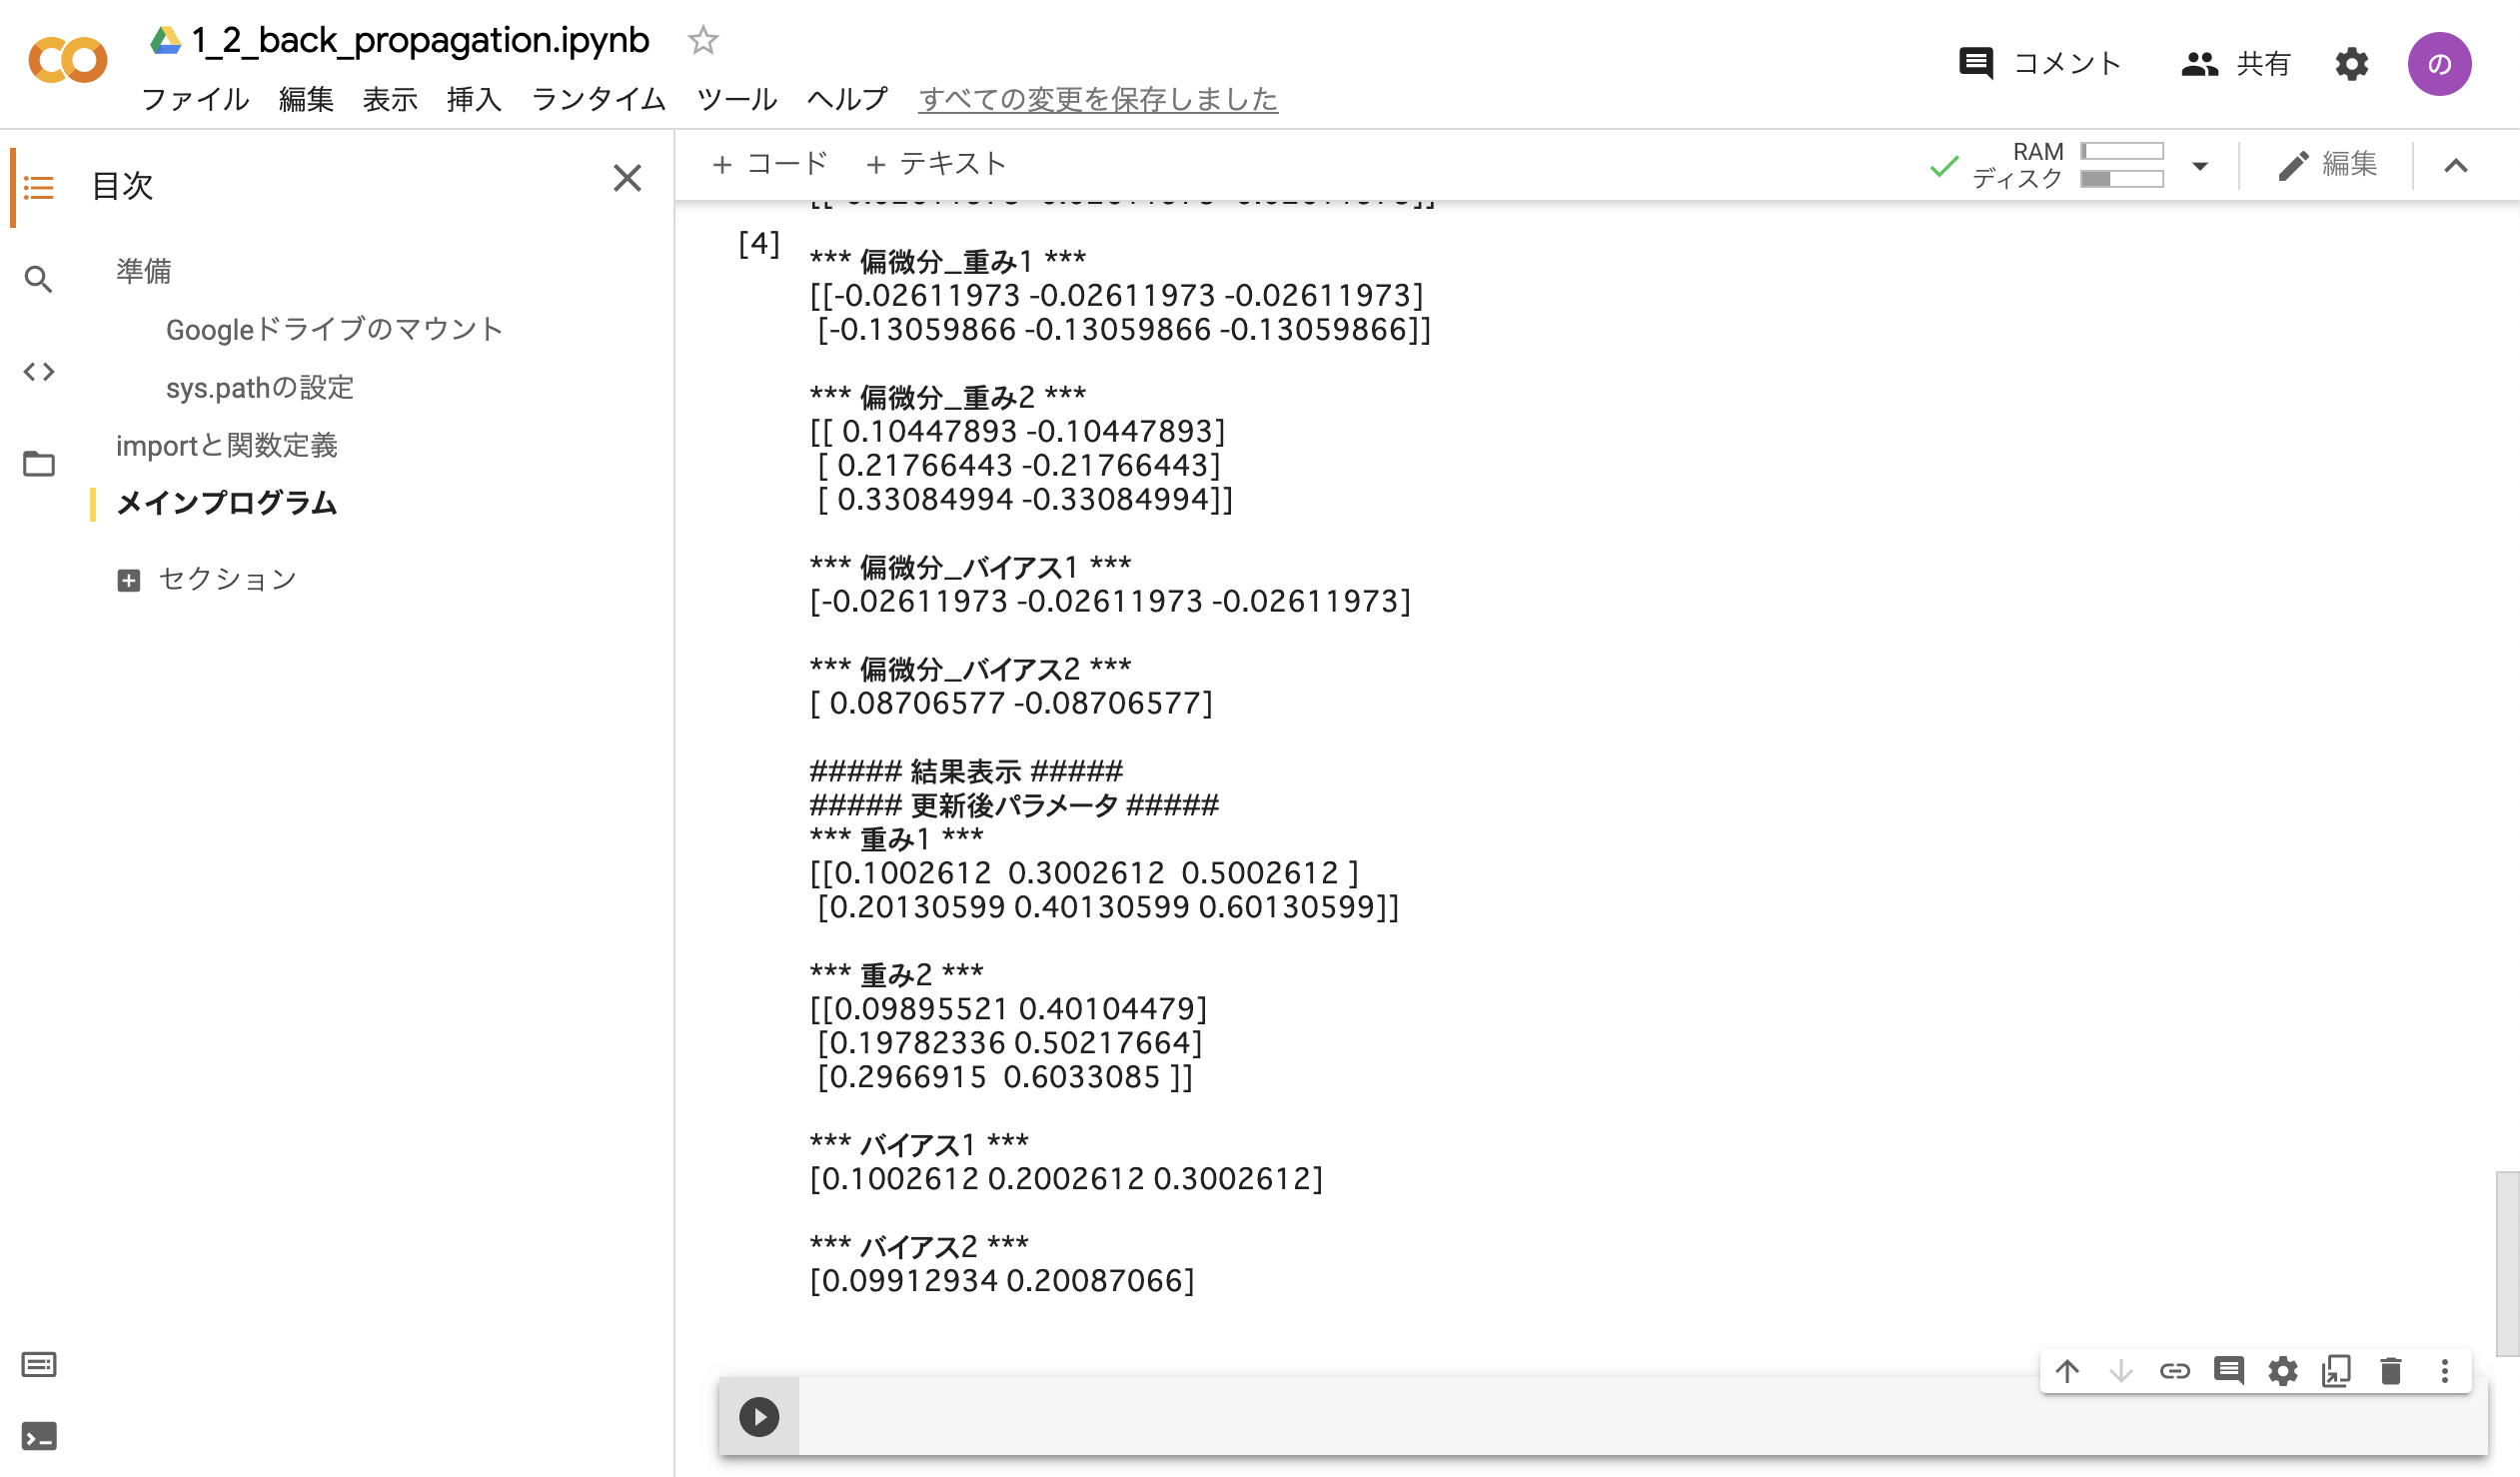 1_2_back_propagation.ipynb
ファイル 編集 表示 挿入 ランタイム ツール ヘルプ すべての変更を保存しました
コメント 共有 の
目次
準備
Googleドライブのマウント
sys.pathの設定
importと関数定義
メインプログラム
セクション
+ コード + テキスト
RAM
ディスク
編集
[4]
*** 偏微分_重み1 ***
[[-0.02611973 -0.02611973 -0.02611973]
[-0.13059866 -0.13059866 -0.13059866]]
*** 偏微分_重み2 ***
[[ 0.10447893 -0.10447893]
[ 0.21766443 -0.21766443]
[ 0.33084994 -0.33084994]]
*** 偏微分_バイアス1 ***
[-0.02611973 -0.02611973 -0.02611973]
*** 偏微分_バイアス2 ***
[ 0.08706577 -0.08706577]
##### 結果表示 #####
##### 更新後パラメータ #####
*** 重み1 ***
[[0.1002612  0.3002612  0.5002612 ]
[0.20130599 0.40130599 0.60130599]]
*** 重み2 ***
[[0.09895521 0.40104479]
[0.19782336 0.50217664]
[0.2966915  0.6033085 ]]
*** バイアス1 ***
[0.1002612 0.2002612 0.3002612]
*** バイアス2 ***
[0.09912934 0.20087066]